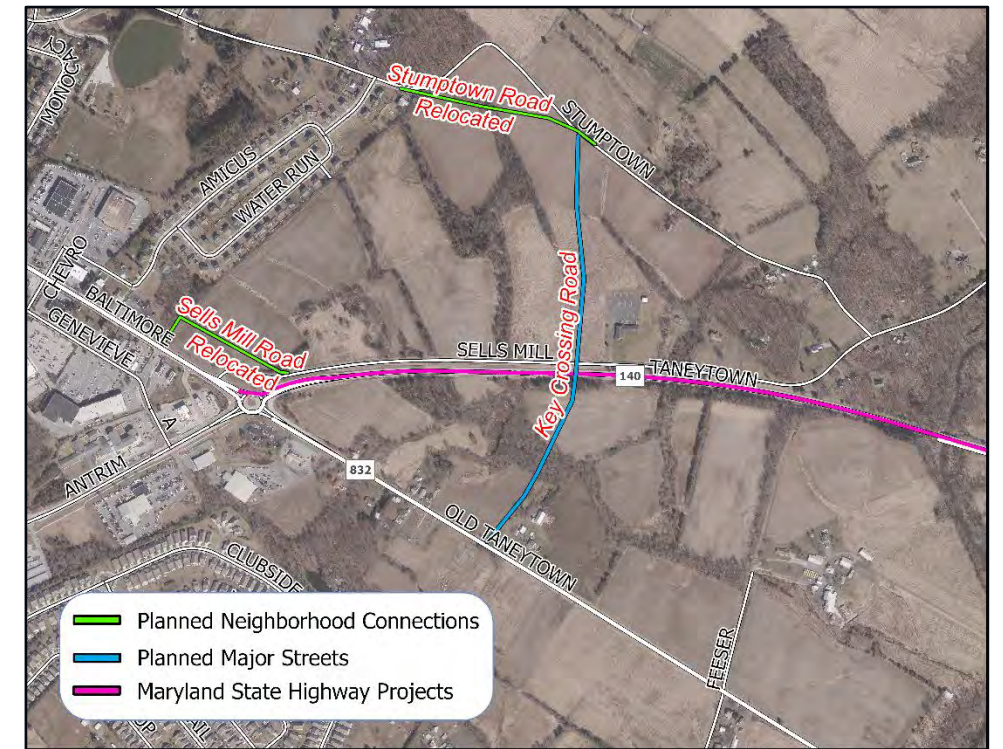 MONOCACY
Stumptown Road
Relocated
STUMPTOWN
AMICUS
WATER RUN
CHEVRO
BALTIMORE
GENEVIEVE
Sells Mill Road
Relocated
SELLS MILL
Key Crossing Road
140
TANEYTOWN
A
ANTRIM
832
OLD TANEYTOWN
CLUBSIDE
FEESER
Planned Neighborhood Connections
Planned Major Streets
Maryland State Highway Projects